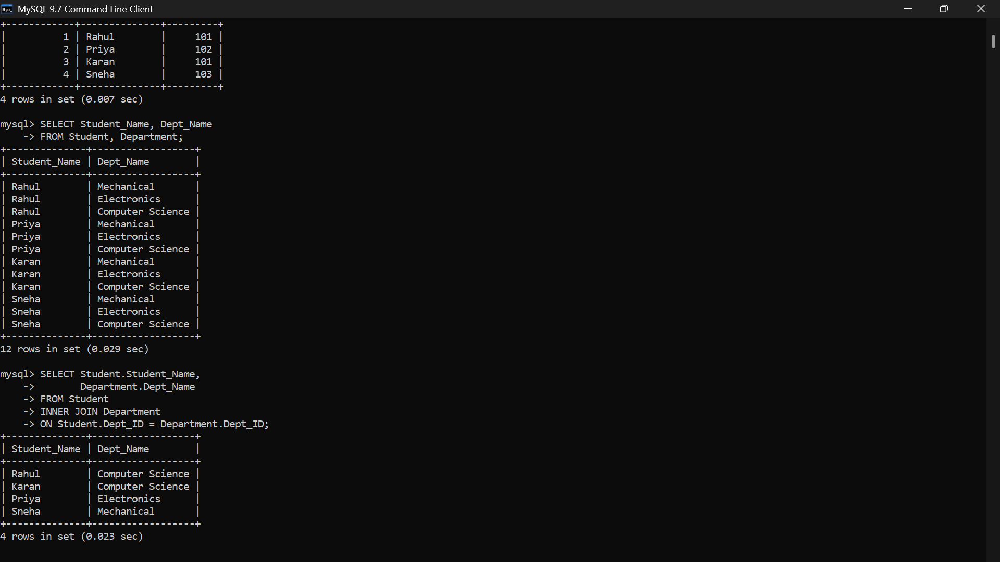 MySQL 9.7 Command Line Client
+------------+--------------+---------+
|          1 | Rahul        |     101 |
|          2 | Priya        |     102 |
|          3 | Karan        |     101 |
|          4 | Sneha        |     103 |
+------------+--------------+---------+
4 rows in set (0.007 sec)

mysql> SELECT Student_Name, Dept_Name
    -> FROM Student, Department;
+--------------+------------------+
| Student_Name | Dept_Name        |
+--------------+------------------+
| Rahul        | Mechanical       |
| Rahul        | Electronics      |
| Rahul        | Computer Science |
| Priya        | Mechanical       |
| Priya        | Electronics      |
| Priya        | Computer Science |
| Karan        | Mechanical       |
| Karan        | Electronics      |
| Karan        | Computer Science |
| Sneha        | Mechanical       |
| Sneha        | Electronics      |
| Sneha        | Computer Science |
+--------------+------------------+
12 rows in set (0.029 sec)

mysql> SELECT Student.Student_Name,
    ->        Department.Dept_Name
    -> FROM Student
    -> INNER JOIN Department
    -> ON Student.Dept_ID = Department.Dept_ID;
+--------------+------------------+
| Student_Name | Dept_Name        |
+--------------+------------------+
| Rahul        | Computer Science |
| Karan        | Computer Science |
| Priya        | Electronics      |
| Sneha        | Mechanical       |
+--------------+------------------+
4 rows in set (0.023 sec)